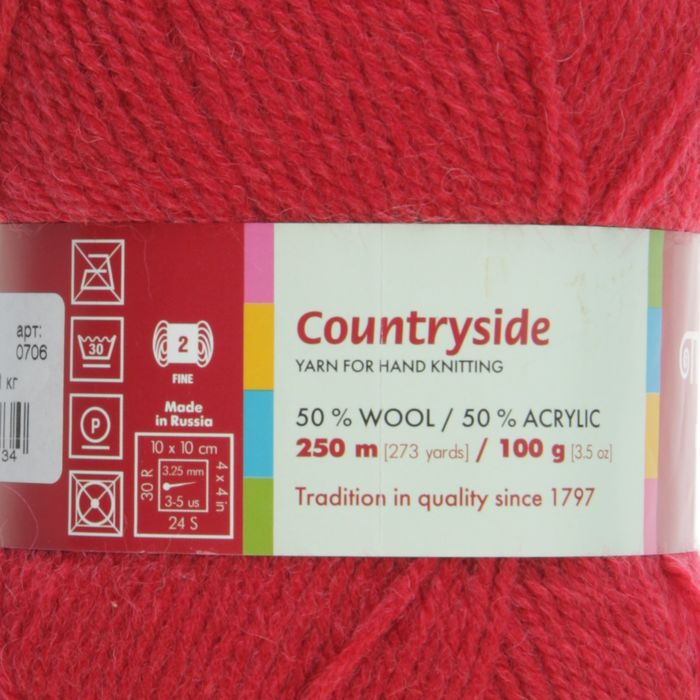 арт:
0706
кг
34
30
P
2
FINE
Made
in Russia
10 x 10 cm
30 R
3.25 mm
3-5 us
4 x 4 in
24 S
Countryside
YARN FOR HAND KNITTING
50 % WOOL / 50 % ACRYLIC
250 m [273 yards] / 100 g [3.5 oz]
Tradition in quality since 1797